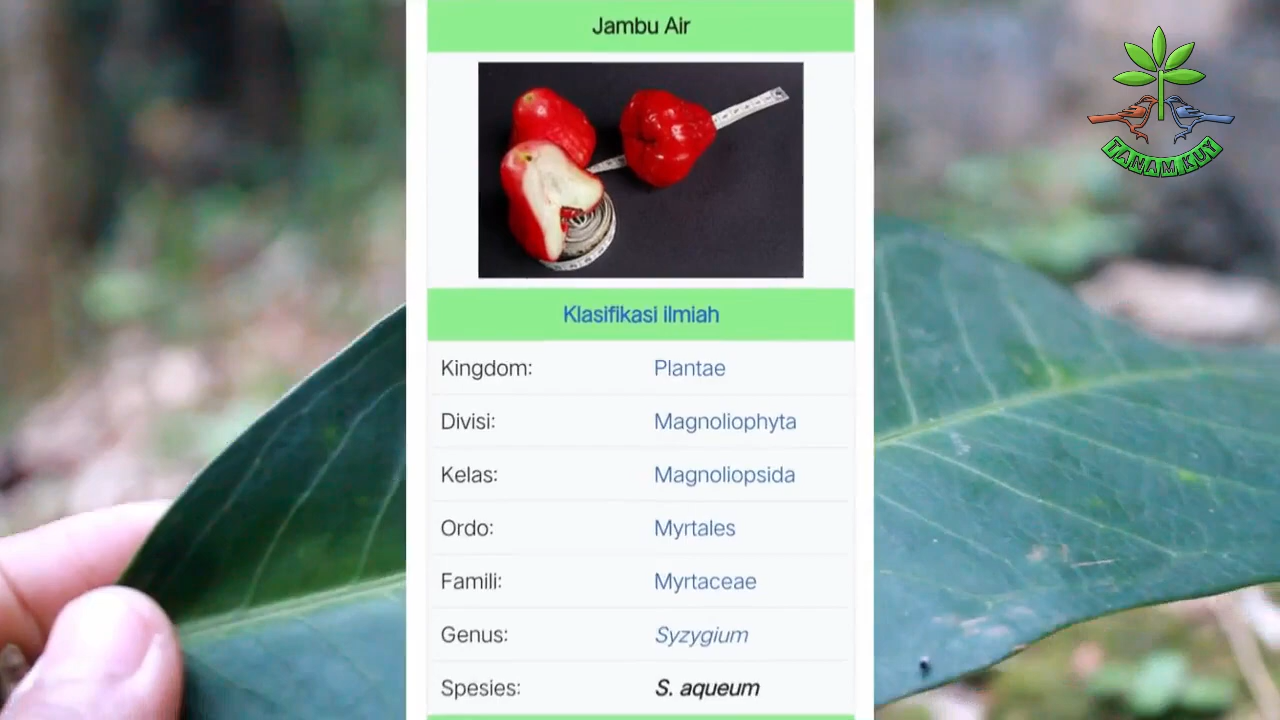 Jambu Air
Klasifikasi ilmiah
Kingdom: Plantae
Divisi: Magnoliophyta
Kelas: Magnoliopsida
Ordo: Myrtales
Famili: Myrtaceae
Genus: Syzygium
Spesies: S. aqueum
TANAM KUY